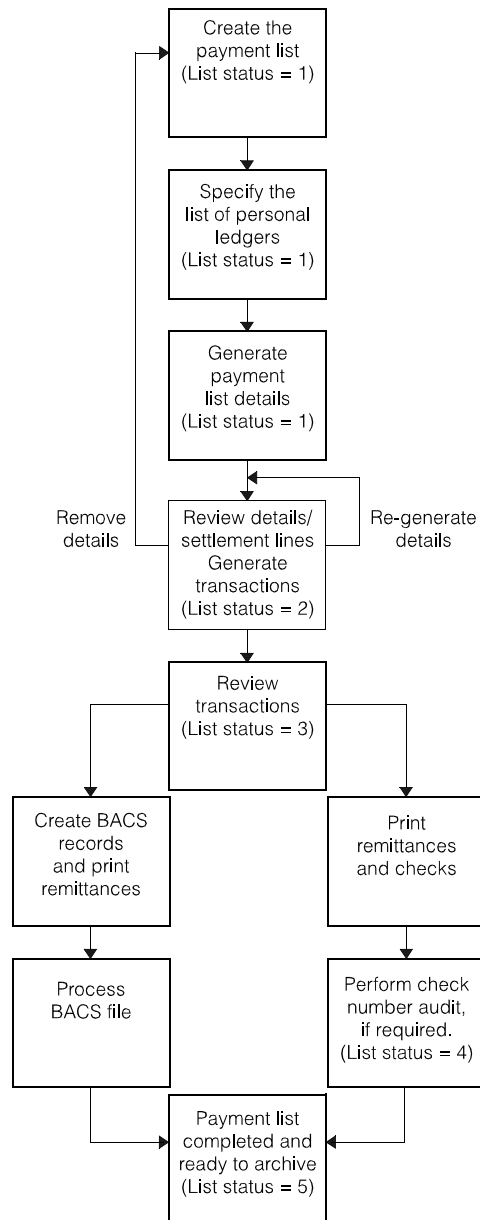 Create the
payment list
(List status = 1)
Specify the
list of personal
ledgers
(List status = 1)
Generate
payment
list details
(List status = 1)
Remove
details
Review details/
settlement lines
Generate
transactions
(List status = 2)
Re-generate
details
Review
transactions
(List status = 3)
Create BACS
records
and print
remittances
Print
remittances
and checks
Process
BACS file
Perform check
number audit,
if required.
(List status = 4)
Payment list
completed and
ready to archive
(List status = 5)